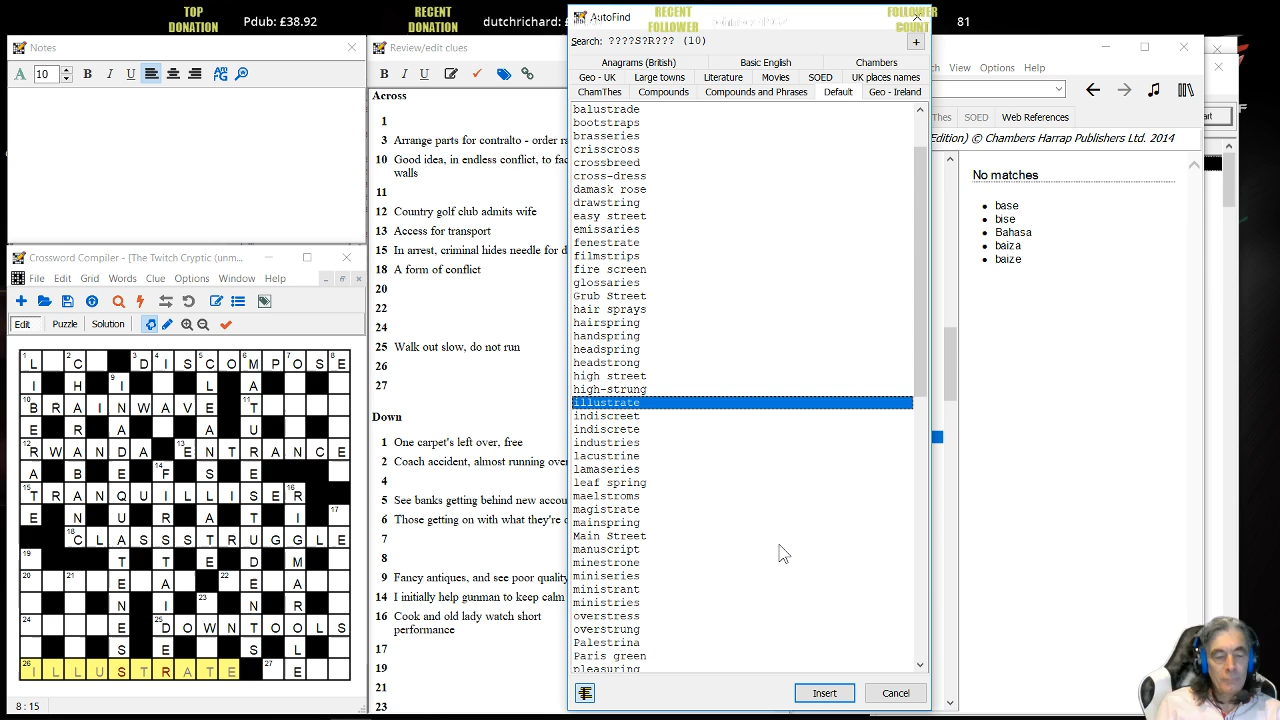 TOP
DONATION
Pdub: £38.92
RECENT
DONATION
dutchrichard: £
RECENT
FOLLOWER
FOLLOWER
COUNT
81
Notes
10 B I U
Crossword Compiler - [The Twitch Cryptic (unm
File Edit Grid Words Clue Options Window Help
Edit Puzzle Solution
8 : 15
Review/edit clues
B I U
Across
1
3 Arrange parts for contralto - order ra
10 Good idea, in endless conflict, to fac
walls
11
12 Country golf club admits wife
13 Access for transport
15 In arrest, criminal hides needle for d
18 A form of conflict
20
22
24
25 Walk out slow, do not run
26
27
Down
1 One carpet's left over, free
2 Coach accident, almost running ove
4
5 See banks getting behind new accou
6 Those getting on with what they're d
7
8
9 Fancy antiques, and see poor quality
14 I initially help gunman to keep calm
16 Cook and old lady watch short
performance
17
19
21
23
AutoFind
Search: ????S?R??? (10)
+
Anagrams (British) Basic English Chambers
Geo - UK Large towns Literature Movies SOED UK places names
ChamThes Compounds Compounds and Phrases Default Geo - Ireland
balustrade
bootstraps
brasseries
crisscross
crossbreed
cross-dress
damask rose
drawstring
easy street
emissaries
fenestrate
filmstrips
fire screen
glossaries
Grub Street
hair sprays
hairspring
handspring
headspring
headstrong
high street
high-strung
illustrate
indiscreet
indiscrete
industries
lacustrine
lamaseries
leaf spring
maelstroms
magistrate
mainspring
Main Street
manuscript
minestrone
miniseries
ministrant
ministries
overstress
overstrung
Palestrina
Paris green
pleasuring
Insert Cancel
ch View Options Help
Thes SOED Web References
Edition) © Chambers Harrap Publishers Ltd. 2014
No matches
base
bise
Bahasa
baiza
baize
art